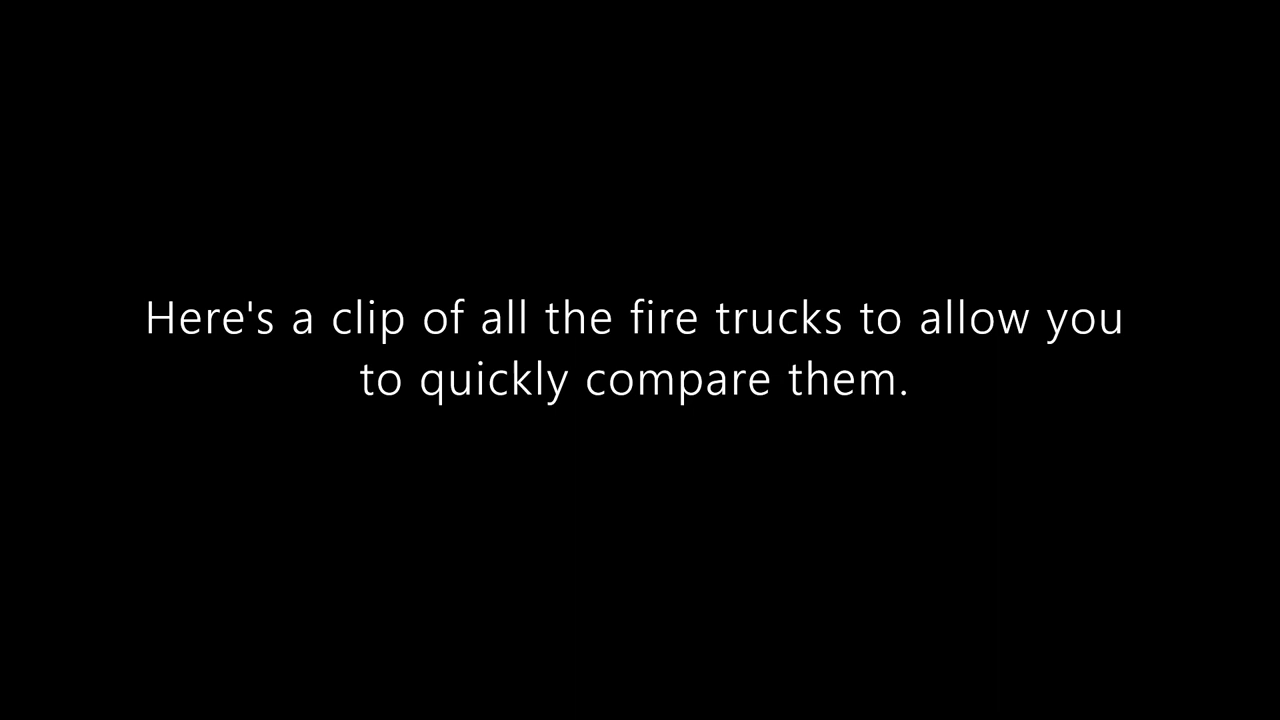 Here's a clip of all the fire trucks to allow you
to quickly compare them.